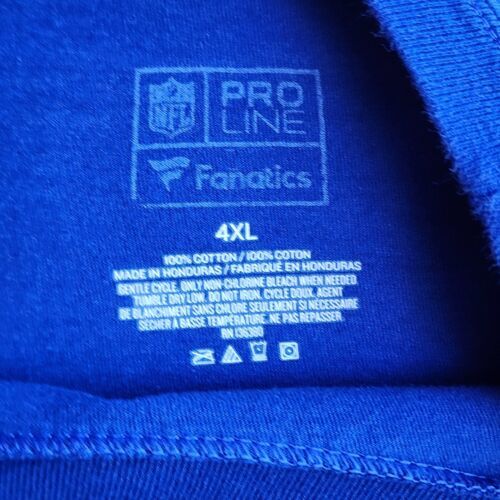 NFL
PRO
LINE
Fanatics
4XL
100% COTTON / 100% COTON
MADE IN HONDURAS / FABRIQUÉ EN HONDURAS
GENTLE CYCLE. ONLY NON-CHLORINE BLEACH WHEN NEEDED.
TUMBLE DRY LOW. DO NOT IRON. CYCLE DOUX. AGENT
DE BLANCHIMENT SANS CHLORE SEULEMENT SI NÉCESSAIRE
SÉCHER À BASSE TEMPÉRATURE. NE PAS REPASSER.
RN 136380